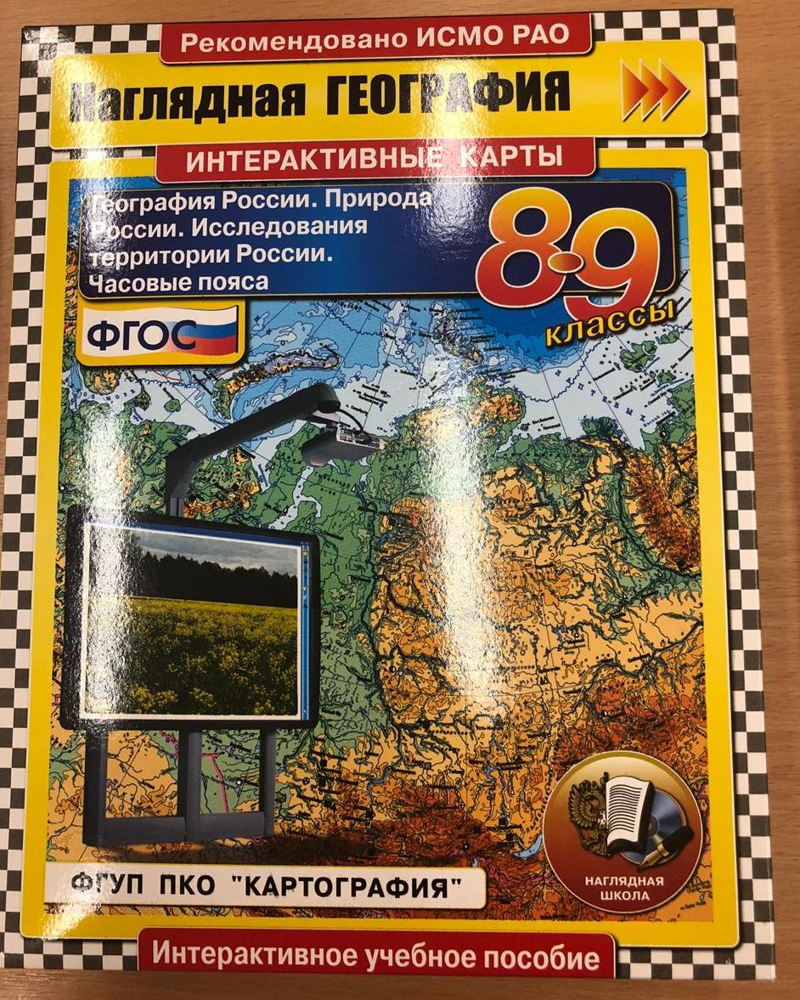 Рекомендовано ИСМО РАО
Наглядная ГЕОГРАФИЯ
ИНТЕРАКТИВНЫЕ КАРТЫ
География России. Природа
России. Исследования
территории России.
Часовые пояса
8-9
классы
ФГОС
НАГЛЯДНАЯ
ШКОЛА
ФГУП ПКО "КАРТОГРАФИЯ"
Интерактивное учебное пособие